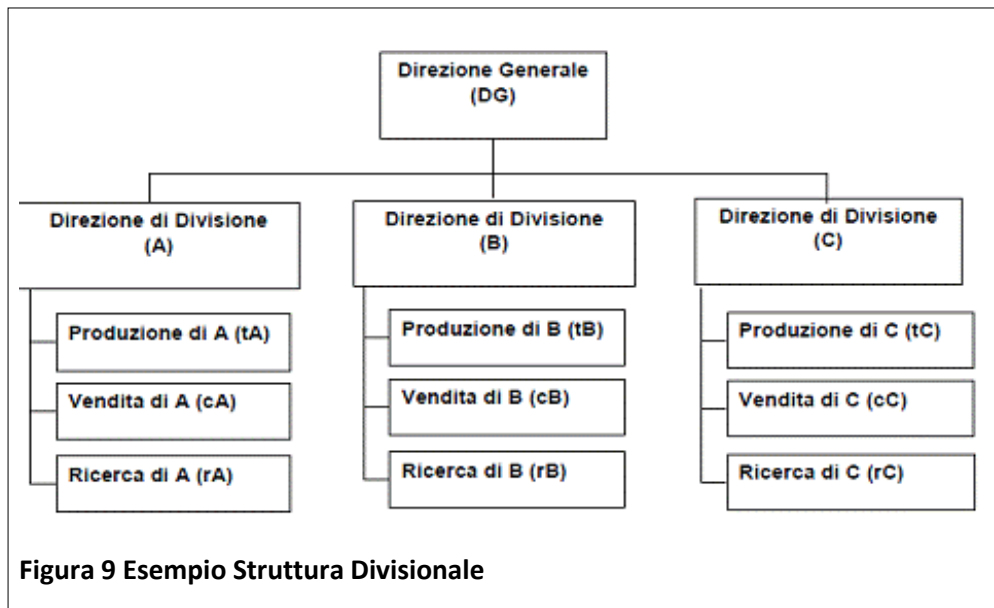 Direzione Generale
(DG)
Direzione di Divisione
(A)
Direzione di Divisione
(B)
Direzione di Divisione
(C)
Produzione di A (tA)
Vendita di A (cA)
Ricerca di A (rA)
Produzione di B (tB)
Vendita di B (cB)
Ricerca di B (rB)
Produzione di C (tC)
Vendita di C (cC)
Ricerca di C (rC)
Figura 9 Esempio Struttura Divisionale